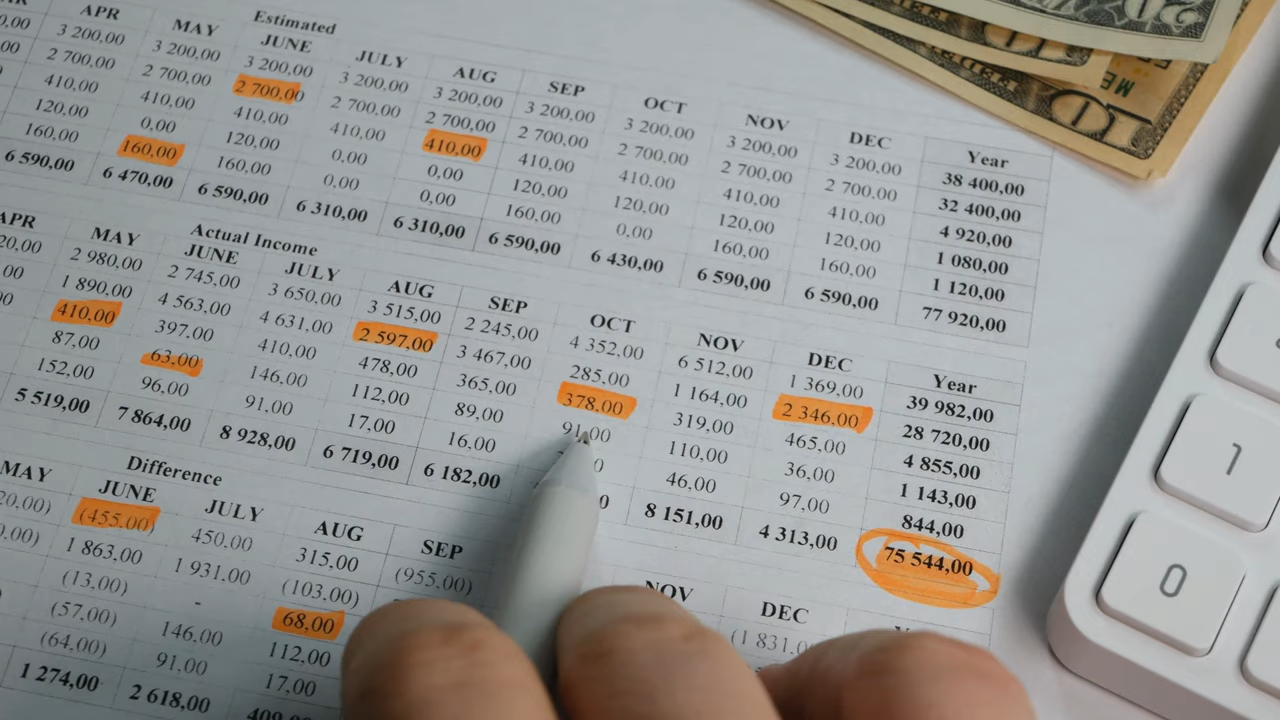 Estimated
APR MAY JUNE JULY AUG SEP OCT NOV DEC Year
3 200,00 3 200,00 3 200,00 3 200,00 3 200,00 3 200,00 3 200,00 3 200,00 3 200,00 38 400,00
2 700,00 2 700,00 2 700,00 2 700,00 2 700,00 2 700,00 2 700,00 2 700,00 2 700,00 32 400,00
410,00 410,00 410,00 410,00 410,00 410,00 410,00 410,00 410,00 4 920,00
120,00 0,00 120,00 0,00 0,00 120,00 120,00 120,00 120,00 1 080,00
160,00 160,00 160,00 0,00 0,00 160,00 0,00 160,00 160,00 1 120,00
6 590,00 6 470,00 6 590,00 6 310,00 6 310,00 6 590,00 6 430,00 6 590,00 6 590,00 77 920,00
Actual Income
APR MAY JUNE JULY AUG SEP OCT NOV DEC Year
2 980,00 2 745,00 3 650,00 3 515,00 2 245,00 4 352,00 6 512,00 1 369,00 39 982,00
1 890,00 4 563,00 4 631,00 2 597,00 3 467,00 285,00 1 164,00 2 346,00 28 720,00
410,00 397,00 410,00 478,00 365,00 378,00 319,00 465,00 4 855,00
87,00 63,00 146,00 112,00 89,00 91,00 110,00 36,00 1 143,00
152,00 96,00 91,00 17,00 16,00 46,00 97,00 844,00
5 519,00 7 864,00 8 928,00 6 719,00 6 182,00 8 151,00 4 313,00 75 544,00
Difference
MAY JUNE JULY AUG SEP NOV DEC
(455.00) 450.00 315,00 (955.00)
1 863,00 1 931.00 (103.00)
(13.00) - 68,00
(57,00) 146.00 112,00
(64,00) 91.00 17,00
1 274,00 2 618,00
10
1
0